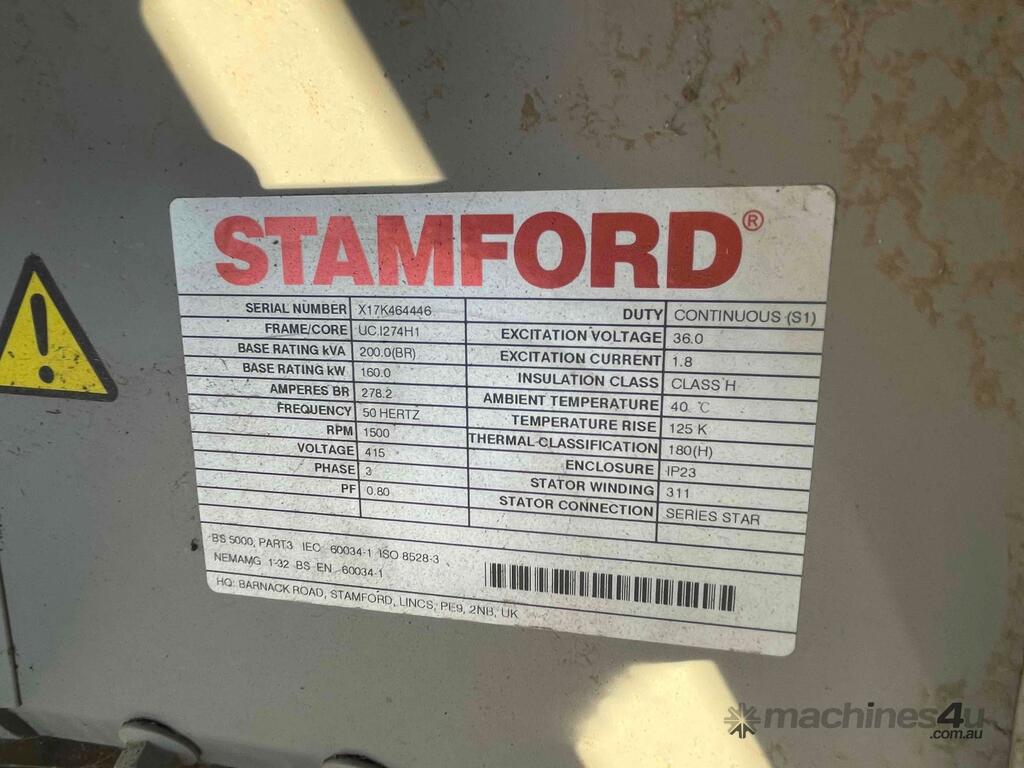 STAMFORD®
SERIAL NUMBER X17K464446
FRAME/CORE UC.I274H1
BASE RATING kVA 200.0(BR)
BASE RATING kW 160.0
AMPERES BR 278.2
FREQUENCY 50 HERTZ
RPM 1500
VOLTAGE 415
PHASE 3
PF 0.80
DUTY CONTINUOUS (S1)
EXCITATION VOLTAGE 36.0
EXCITATION CURRENT 1.8
INSULATION CLASS CLASS H
AMBIENT TEMPERATURE 40 ℃
TEMPERATURE RISE 125 K
THERMAL CLASSIFICATION 180(H)
ENCLOSURE IP23
STATOR WINDING 311
STATOR CONNECTION SERIES STAR
BS 5000, PART3 IEC 60034-1 ISO 8528-3
NEMAMG 1-32 BS EN 60034-1
HQ: BARNACK ROAD, STAMFORD, LINCS, PE9, 2NB, UK
machines4u
.com.au